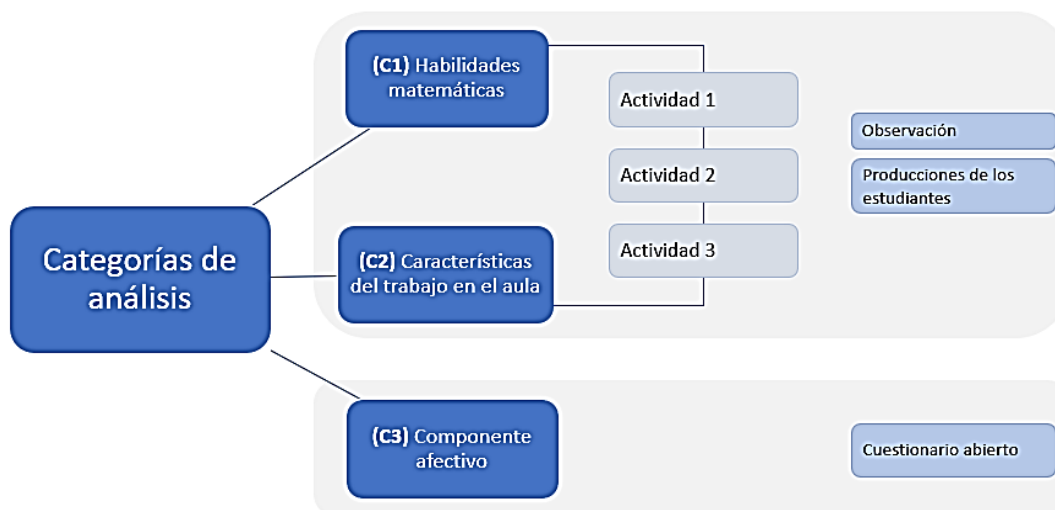 (C1) Habilidades
matemáticas
Actividad 1
Observación
Actividad 2
Producciones de los
estudiantes
Categorías de
análisis
(C2) Características
del trabajo en el aula
Actividad 3
(C3) Componente
afectivo
Cuestionario abierto